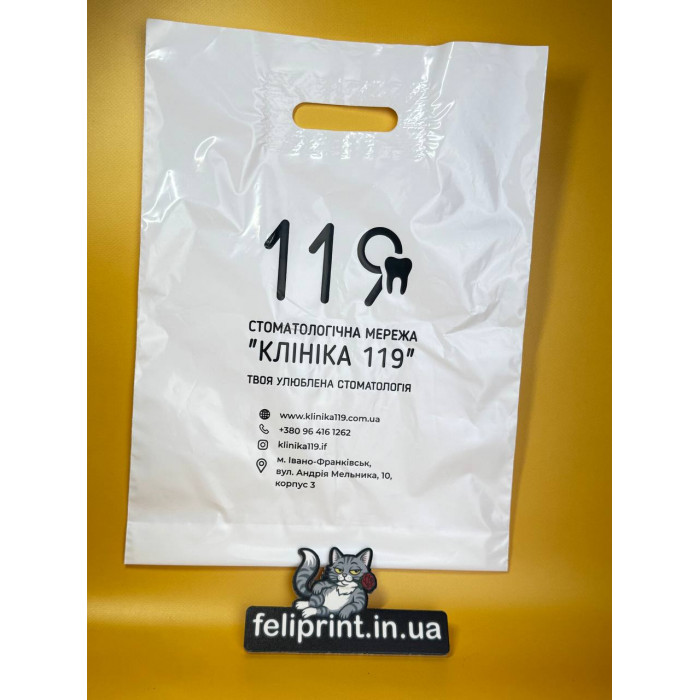 119
СТОМАТОЛОГІЧНА МЕРЕЖА
"КЛІНІКА 119"
ТВОЯ УЛЮБЛЕНА СТОМАТОЛОГІЯ
www.klinika119.com.ua
+380 96 416 1262
klinika119.if
м. Івано-Франківськ,
вул. Андрія Мельника, 10,
корпус 3
feliprint.in.ua